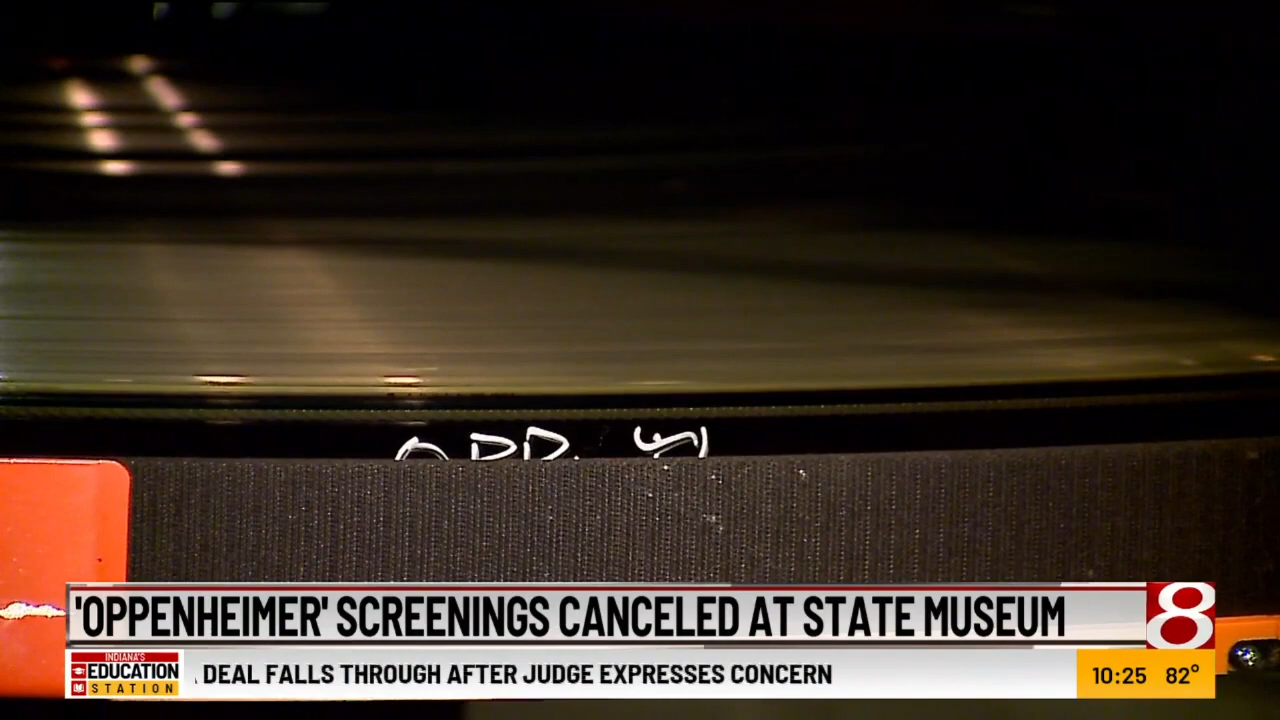 OPP.
'OPPENHEIMER' SCREENINGS CANCELED AT STATE MUSEUM
8
INDIANA'S
EDUCATION
STATION
DEAL FALLS THROUGH AFTER JUDGE EXPRESSES CONCERN
10:25 82°